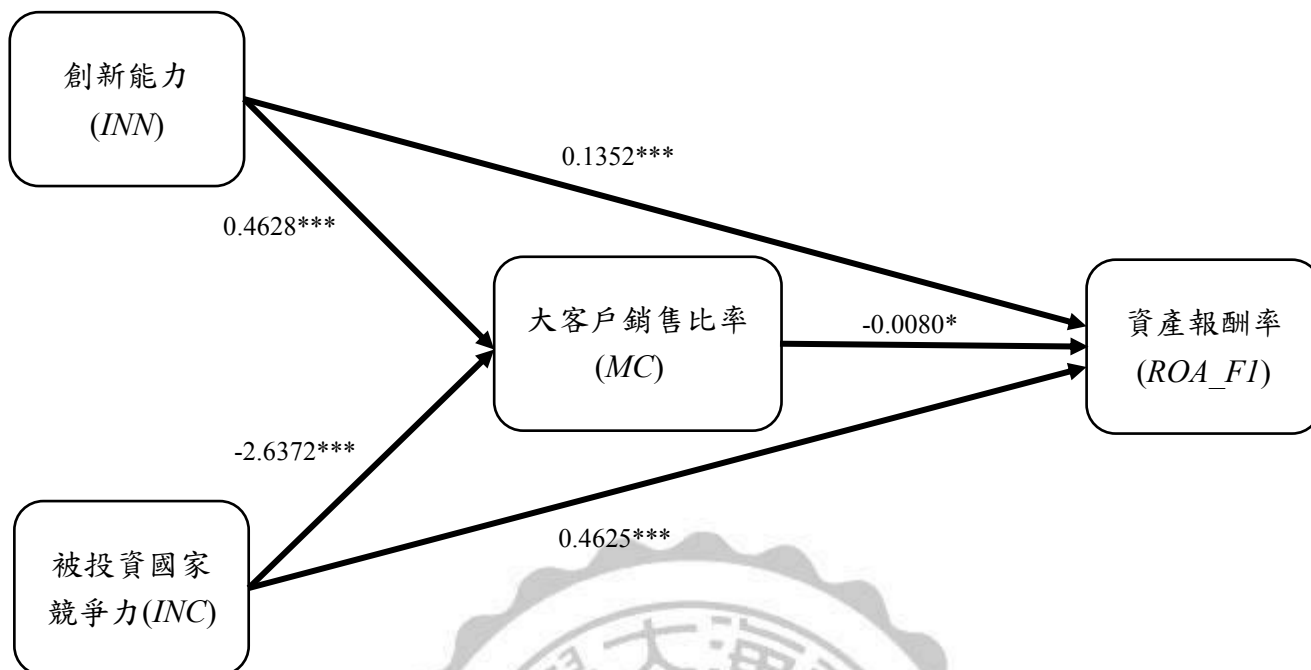 創新能力
(INN)
0.1352***
0.4628***
大客戶銷售比率
(MC)
-0.0080*
資產報酬率
(ROA_F1)
-2.6372***
0.4625***
被投資國家
競爭力(INC)
大